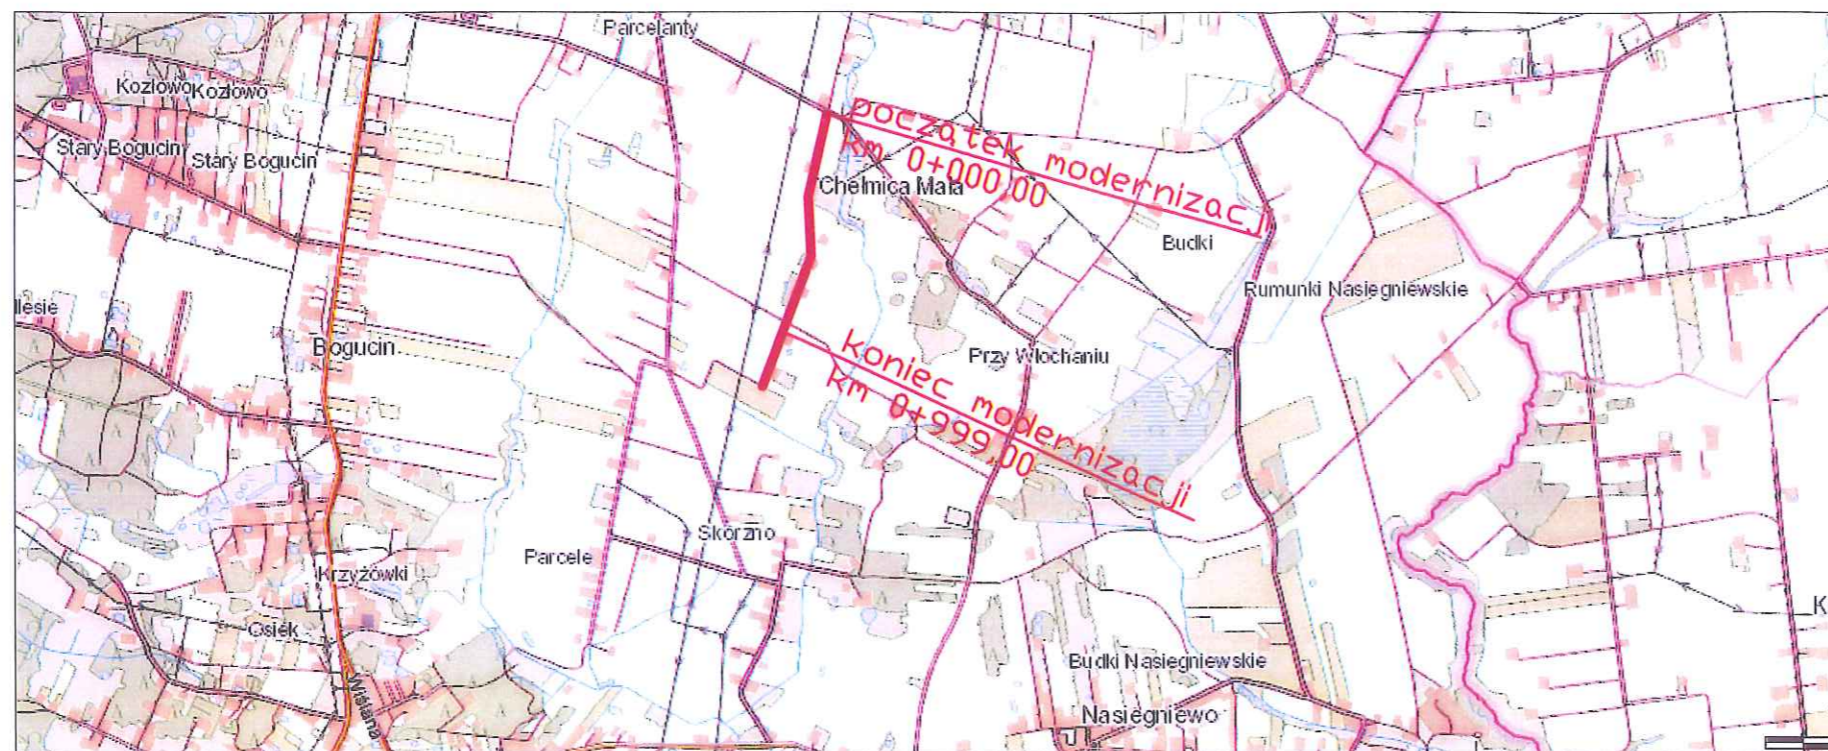 Parcelanty
Kozłowo
Kozłowo
Stary Bogucin
Stary Bogucin
początek modernizacji
km 0+000,00
Chełmica Mała
Budki
Rumunki Nasiegniewskie
llesie
Bogucin
Przy Włochaniu
koniec modernizacji
km 0+999,00
Skórzno
Parcele
Krzyżówki
Osiek
K
Budki Nasiegniewskie
Wiślana
Nasiegniewo